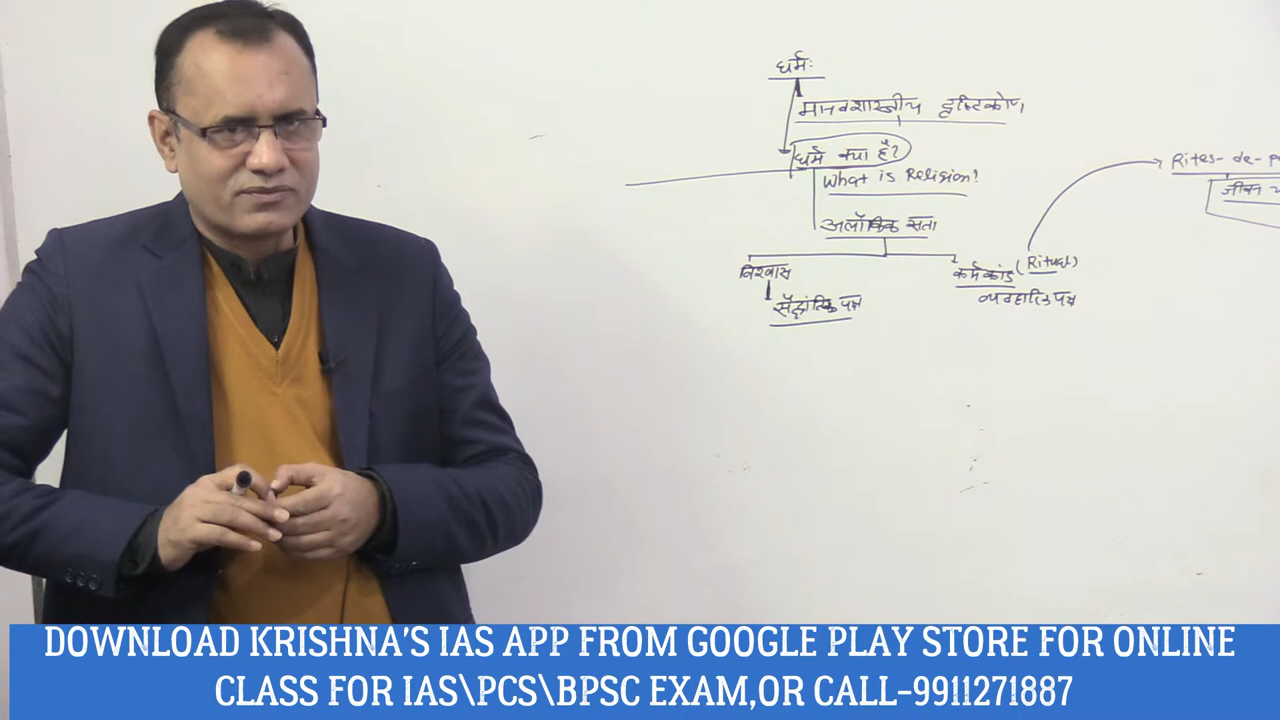 धर्म:
मानवशास्त्रीय दृष्टिकोण
धर्म क्या है?
What is Religion?
अलौकिक सत्ता
विश्वास
सैद्धांतिक पक्ष
कर्मकांड (Ritual)
व्यवहारिक पक्ष
Rites-de-
जीवन
DOWNLOAD KRISHNA'S IAS APP FROM GOOGLE PLAY STORE FOR ONLINE
CLASS FOR IAS\PCS\BPSC EXAM,OR CALL-9911271887